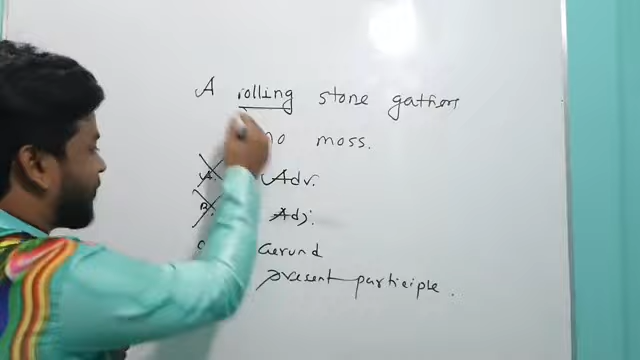 A rolling stone gathers
no moss.
A. Adv.
B. Adj.
Gerund
present participle.